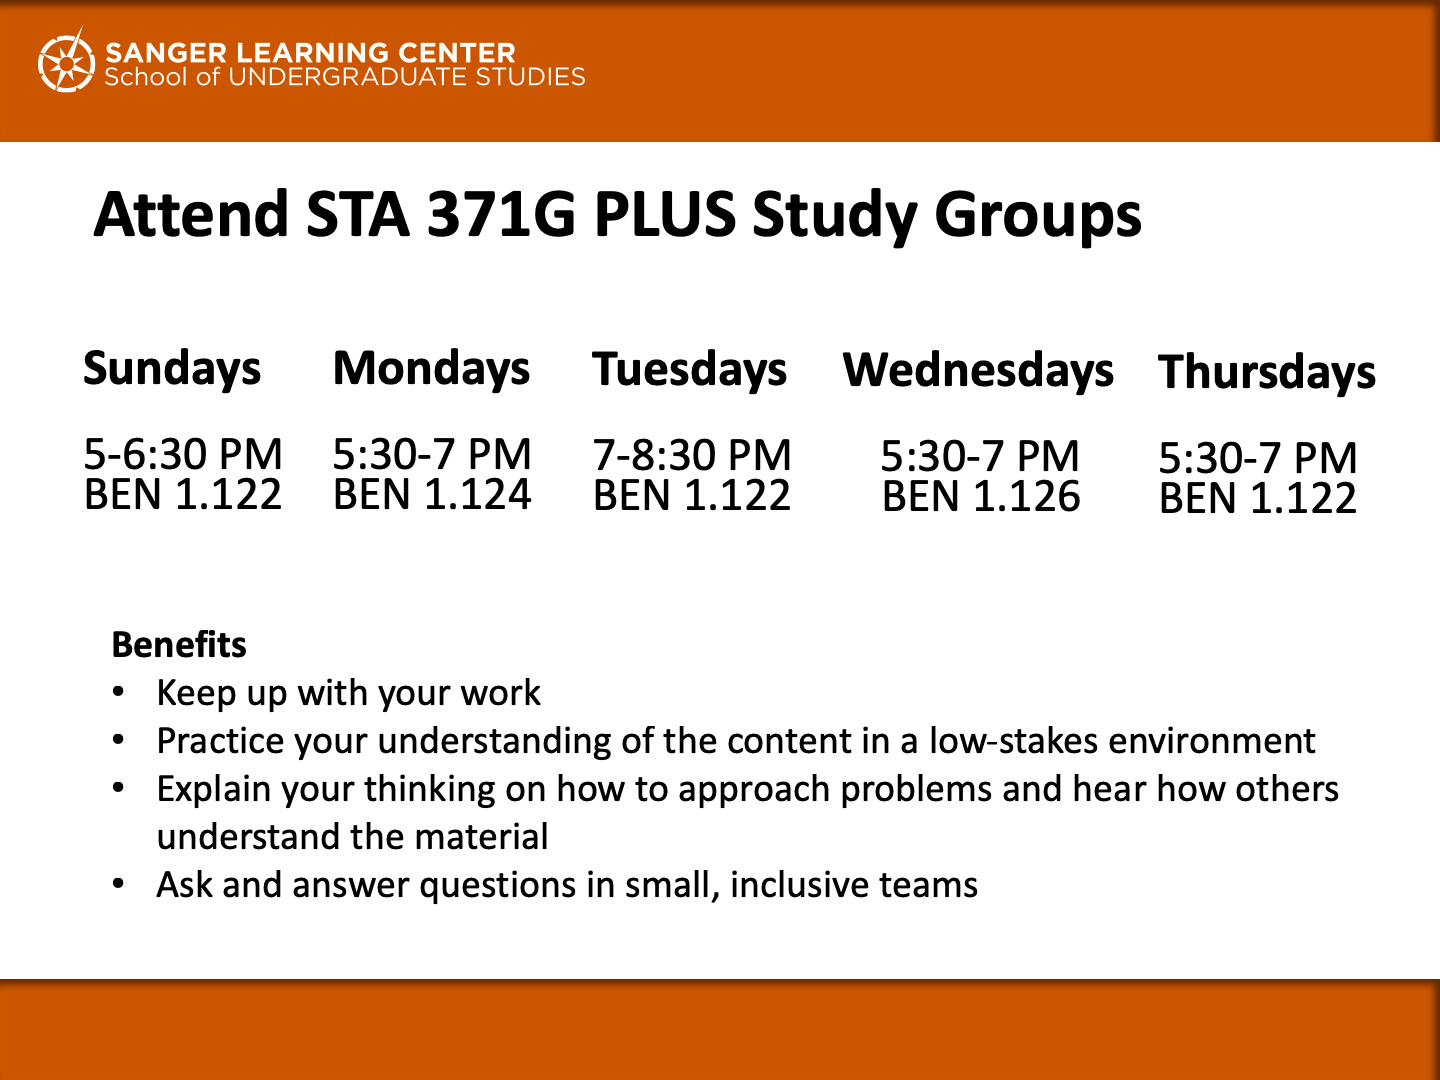 SANGER LEARNING CENTER
School of UNDERGRADUATE STUDIES
Attend STA 371G PLUS Study Groups
Sundays
5-6:30 PM
BEN 1.122
Mondays
5:30-7 PM
BEN 1.124
Tuesdays
7-8:30 PM
BEN 1.122
Wednesdays
5:30-7 PM
BEN 1.126
Thursdays
5:30-7 PM
BEN 1.122
Benefits
• Keep up with your work
• Practice your understanding of the content in a low-stakes environment
• Explain your thinking on how to approach problems and hear how others
understand the material
• Ask and answer questions in small, inclusive teams